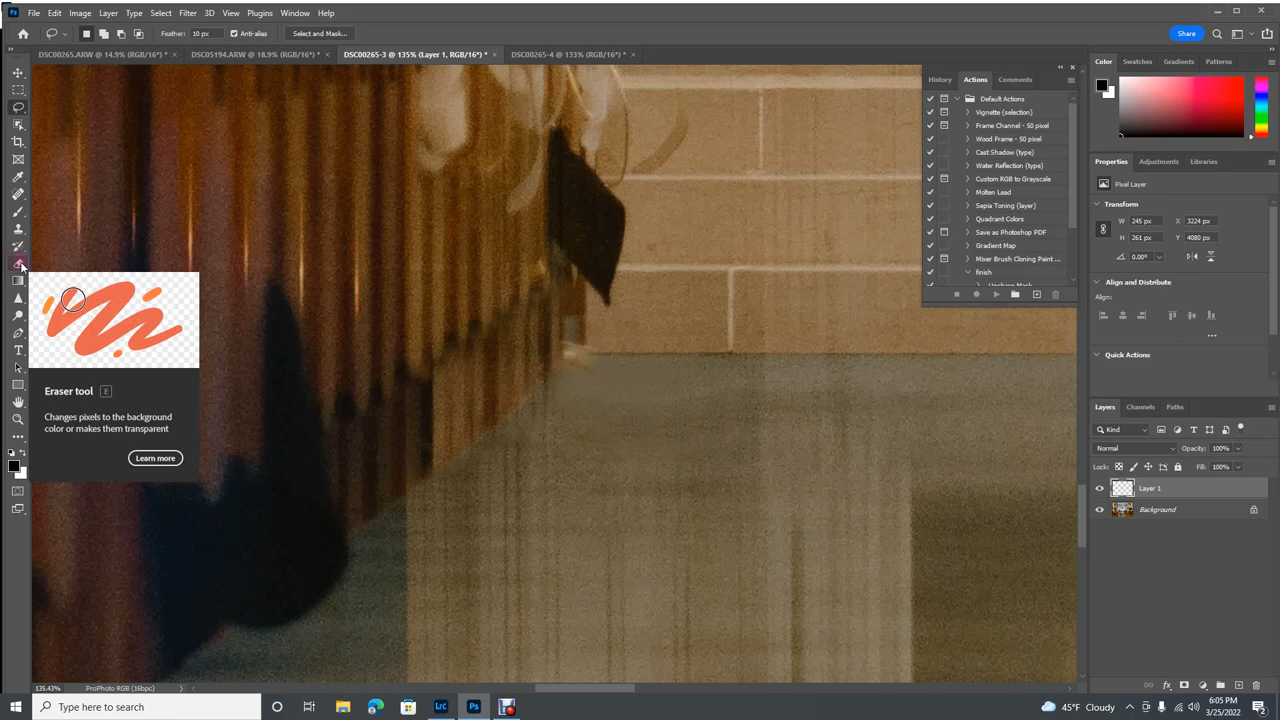 Ps File Edit Image Layer Type Select Filter 3D View Plugins Window Help
Feather: 10 px Anti-alias Select and Mask... Share
DSC00265.ARW @ 14.9% (RGB/16*) * × DSC05194.ARW @ 18.9% (RGB/16*) × DSC00265-3 @ 135% (Layer 1, RGB/16*) * × DSC00265-4 @ 133% (RGB/16*) * ×
Color Swatches Gradients Patterns
History Actions Comments
Default Actions
Vignette (selection)
Frame Channel - 50 pixel
Wood Frame - 50 pixel
Cast Shadow (type)
Water Reflection (type)
Custom RGB to Grayscale
Molten Lead
Sepia Toning (layer)
Quadrant Colors
Save as Photoshop PDF
Gradient Map
Mixer Brush Cloning Paint ...
finish
Properties Adjustments Libraries
Pixel Layer
Transform
W 245 px X 3224 px
H 261 px Y 4080 px
0.00°
Align and Distribute
Align:
Quick Actions
Eraser tool E
Changes pixels to the background
color or makes them transparent
Learn more
Layers Channels Paths
Kind
Normal Opacity: 100%
Lock: Fill: 100%
Layer 1
Background
135.43% ProPhoto RGB (16bpc)
Type here to search
LrC Ps
45°F Cloudy
6:05 PM
3/25/2022
2